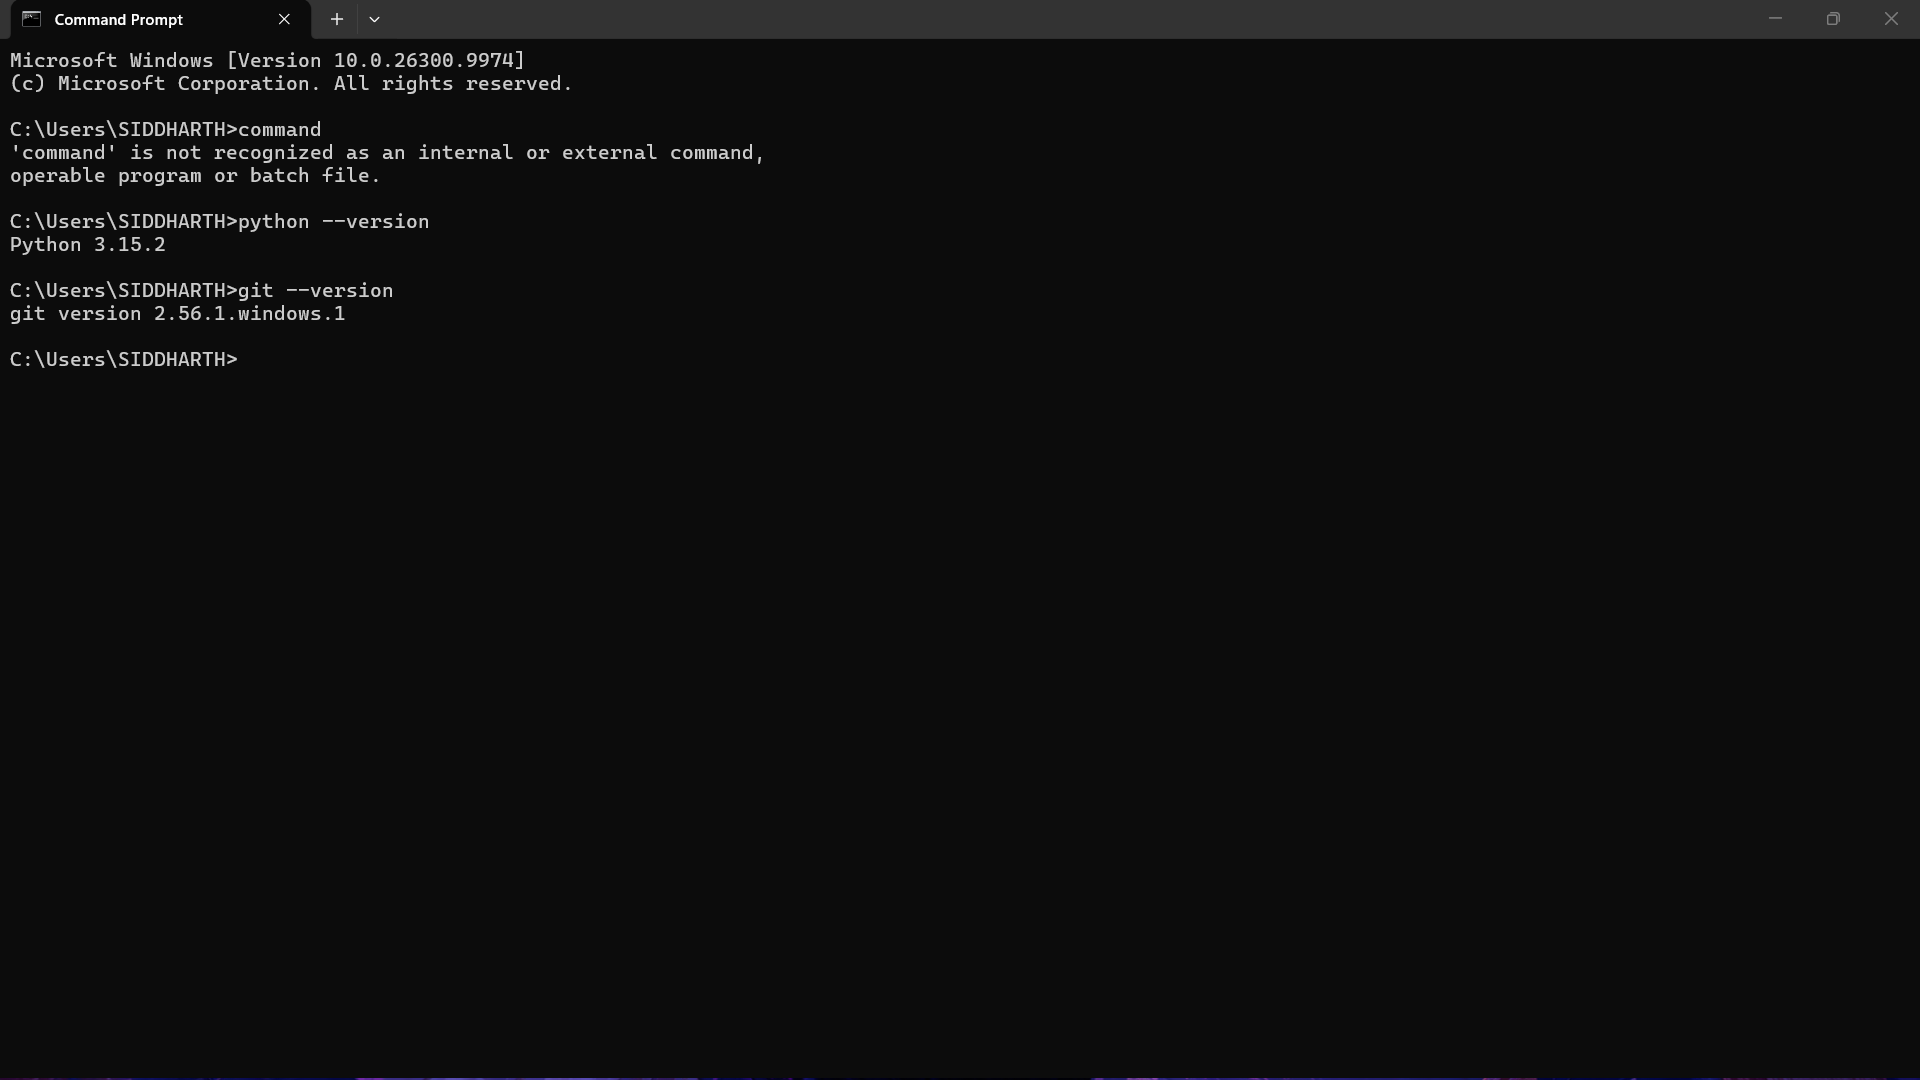 Command Prompt
Microsoft Windows [Version 10.0.26300.9974]
(c) Microsoft Corporation. All rights reserved.
C:\Users\SIDDHARTH>command
'command' is not recognized as an internal or external command,
operable program or batch file.
C:\Users\SIDDHARTH>python --version
Python 3.15.2
C:\Users\SIDDHARTH>git --version
git version 2.56.1.windows.1
C:\Users\SIDDHARTH>